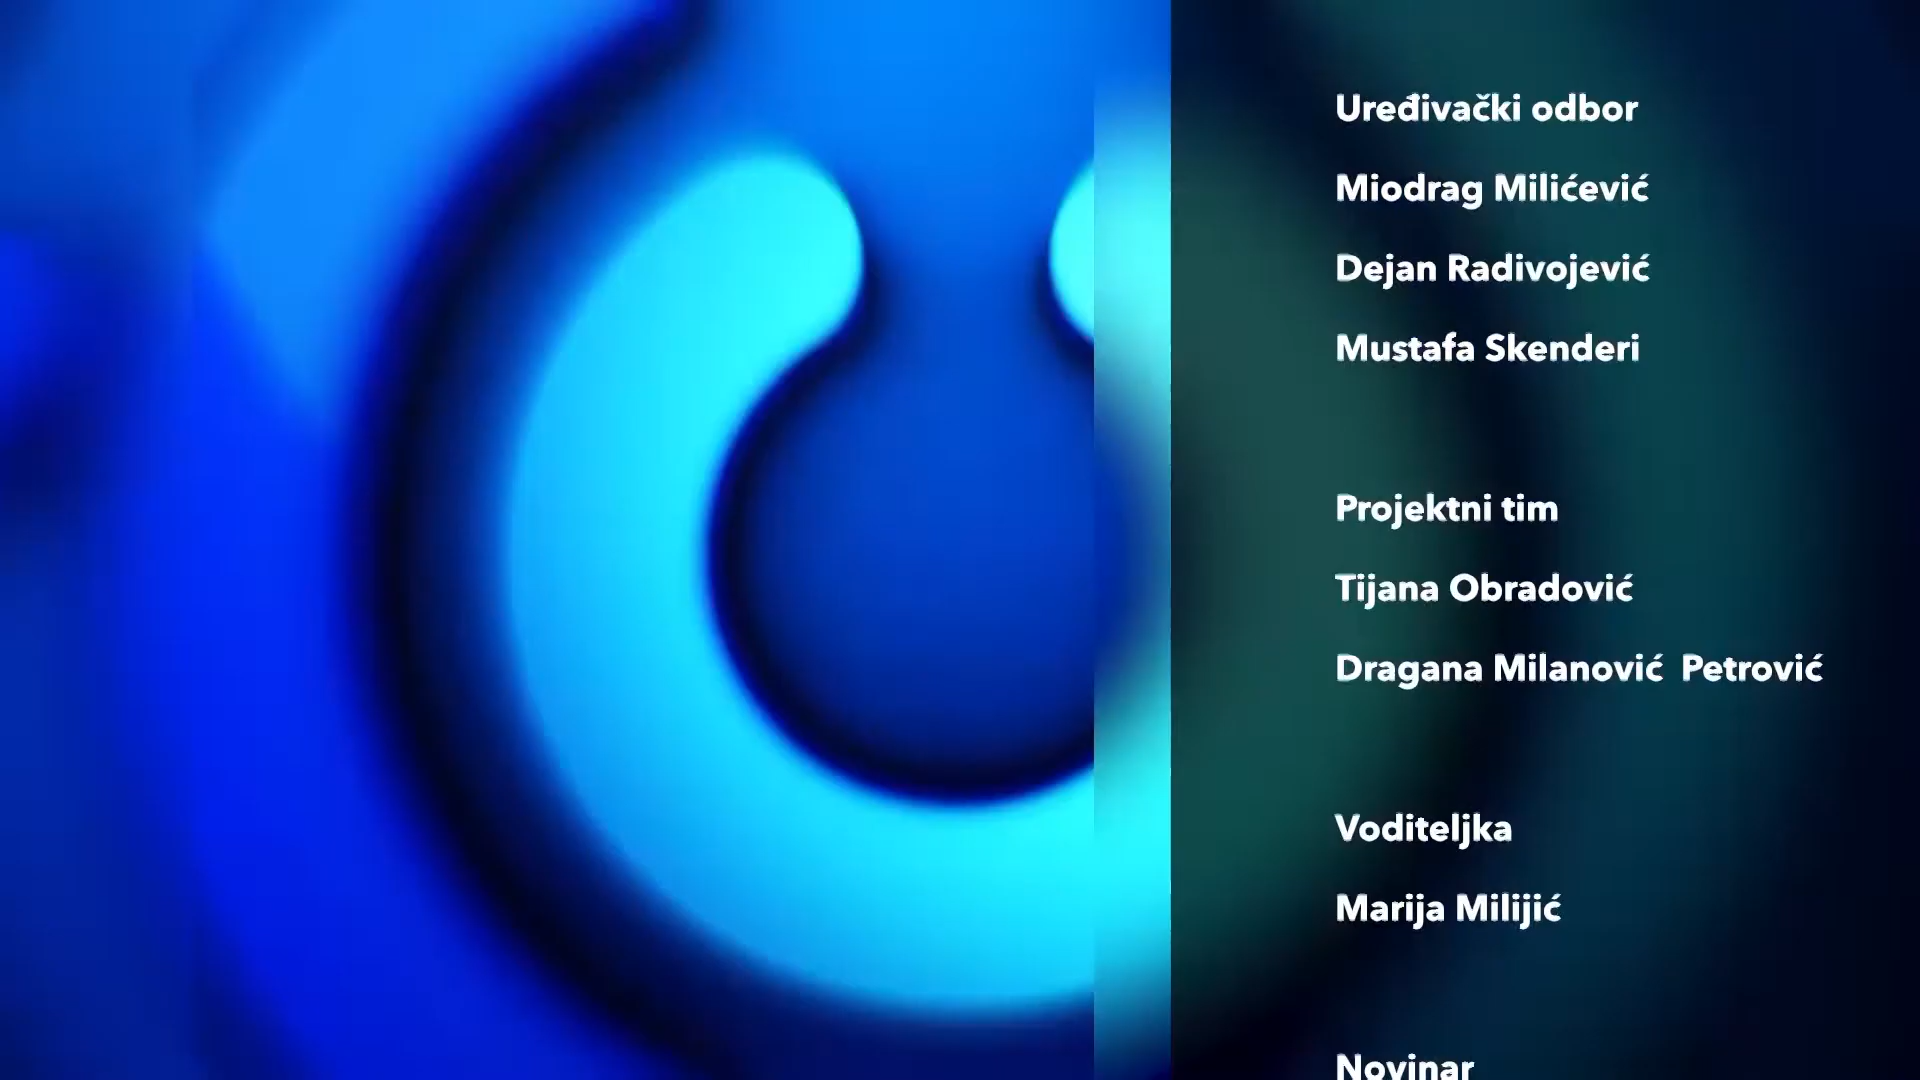 Uređivački odbor
Miodrag Milićević
Dejan Radivojević
Mustafa Skenderi
Projektni tim
Tijana Obradović
Dragana Milanović Petrović
Voditeljka
Marija Milijić
Novinar